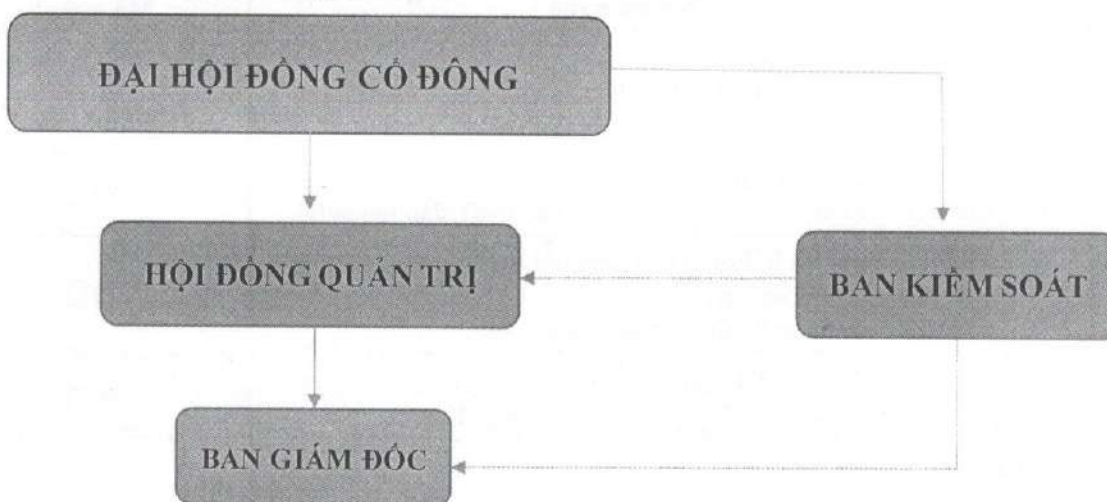 ĐẠI HỘI ĐỒNG CỔ ĐÔNG
HỘI ĐỒNG QUẢN TRỊ
BAN KIỂM SOÁT
BAN GIÁM ĐỐC